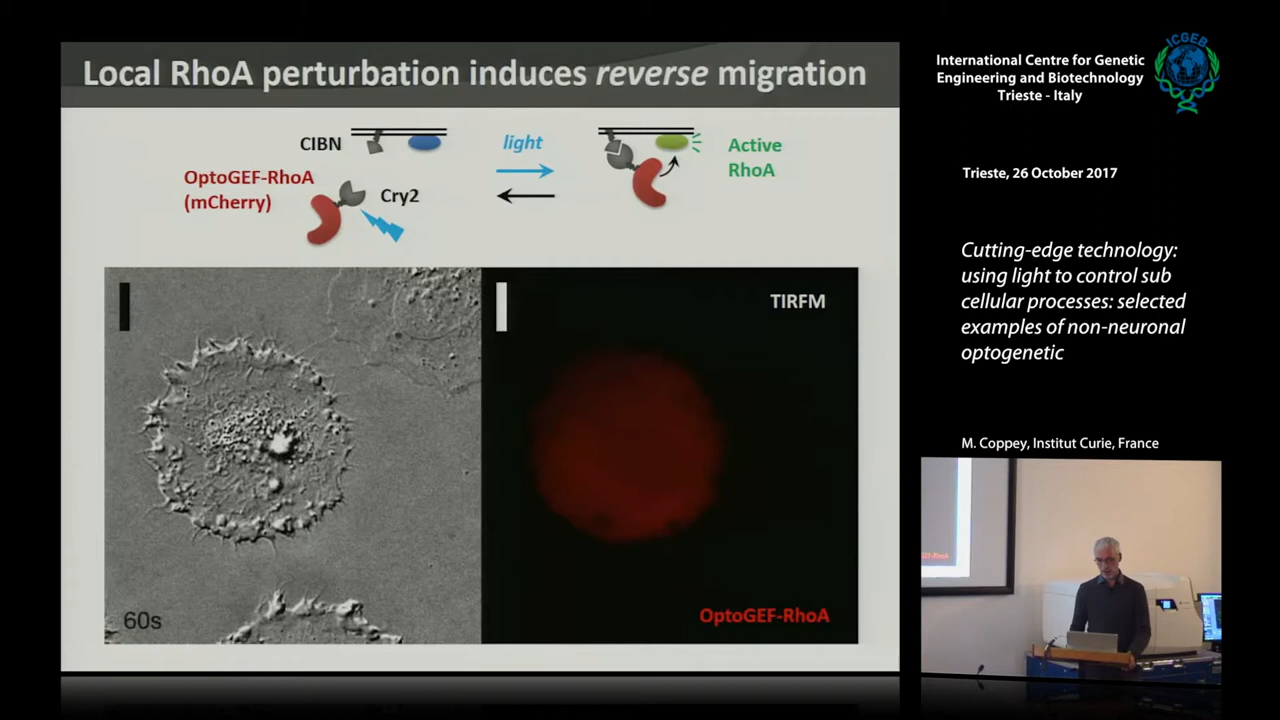 Local RhoA perturbation induces reverse migration
CIBN
light
Active
RhoA
OptoGEF-RhoA
(mCherry)
Cry2
TIRFM
60s
OptoGEF-RhoA
ICGEB
International Centre for Genetic
Engineering and Biotechnology
Trieste - Italy
Trieste, 26 October 2017
Cutting-edge technology:
using light to control sub
cellular processes: selected
examples of non-neuronal
optogenetic
M. Coppey, Institut Curie, France